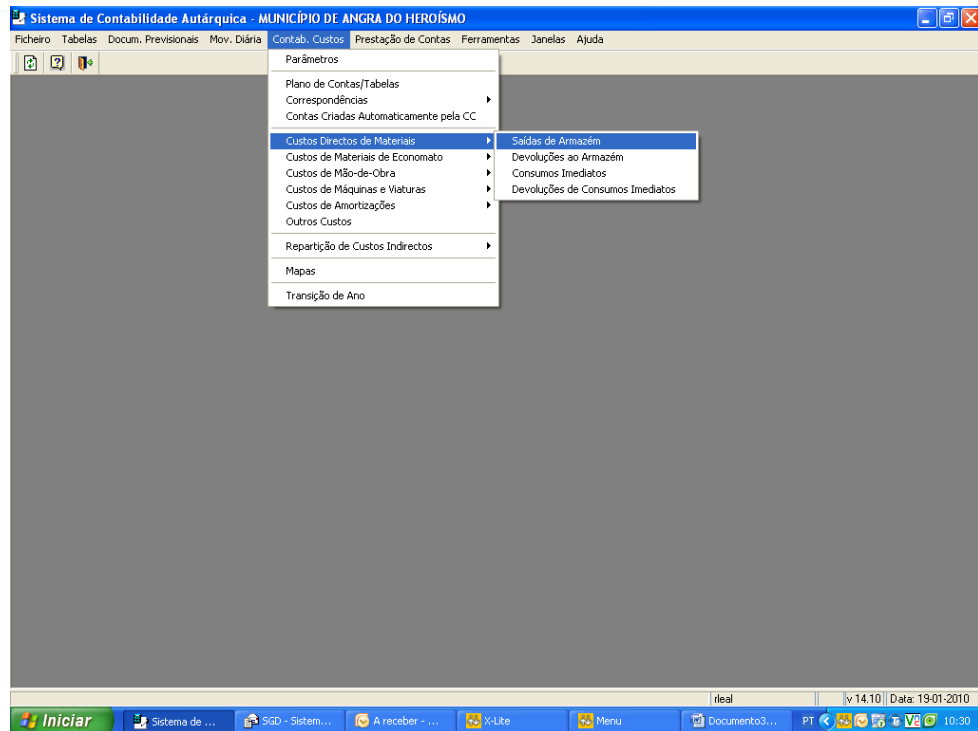 Sistema de Contabilidade Autárquica - MUNICÍPIO DE ANGRA DO HEROÍSMO
Ficheiro Tabelas Docum. Previsionais Mov. Diária Contab. Custos Prestação de Contas Ferramentas Janelas Ajuda
Parâmetros
Plano de Contas/Tabelas
Correspondências
Contas Criadas Automaticamente pela CC
Custos Directos de Materiais
Custos de Materiais de Economato
Custos de Mão-de-Obra
Custos de Máquinas e Viaturas
Custos de Amortizações
Outros Custos
Repartição de Custos Indirectos
Mapas
Transição de Ano
Saídas de Armazém
Devoluções ao Armazém
Consumos Imediatos
Devoluções de Consumos Imediatos
rleal v 14.10 Data: 19-01-2010
Iniciar Sistema de ... SGD - Sistem... A receber - ... X-Lite Menu Documento3... PT 10:30